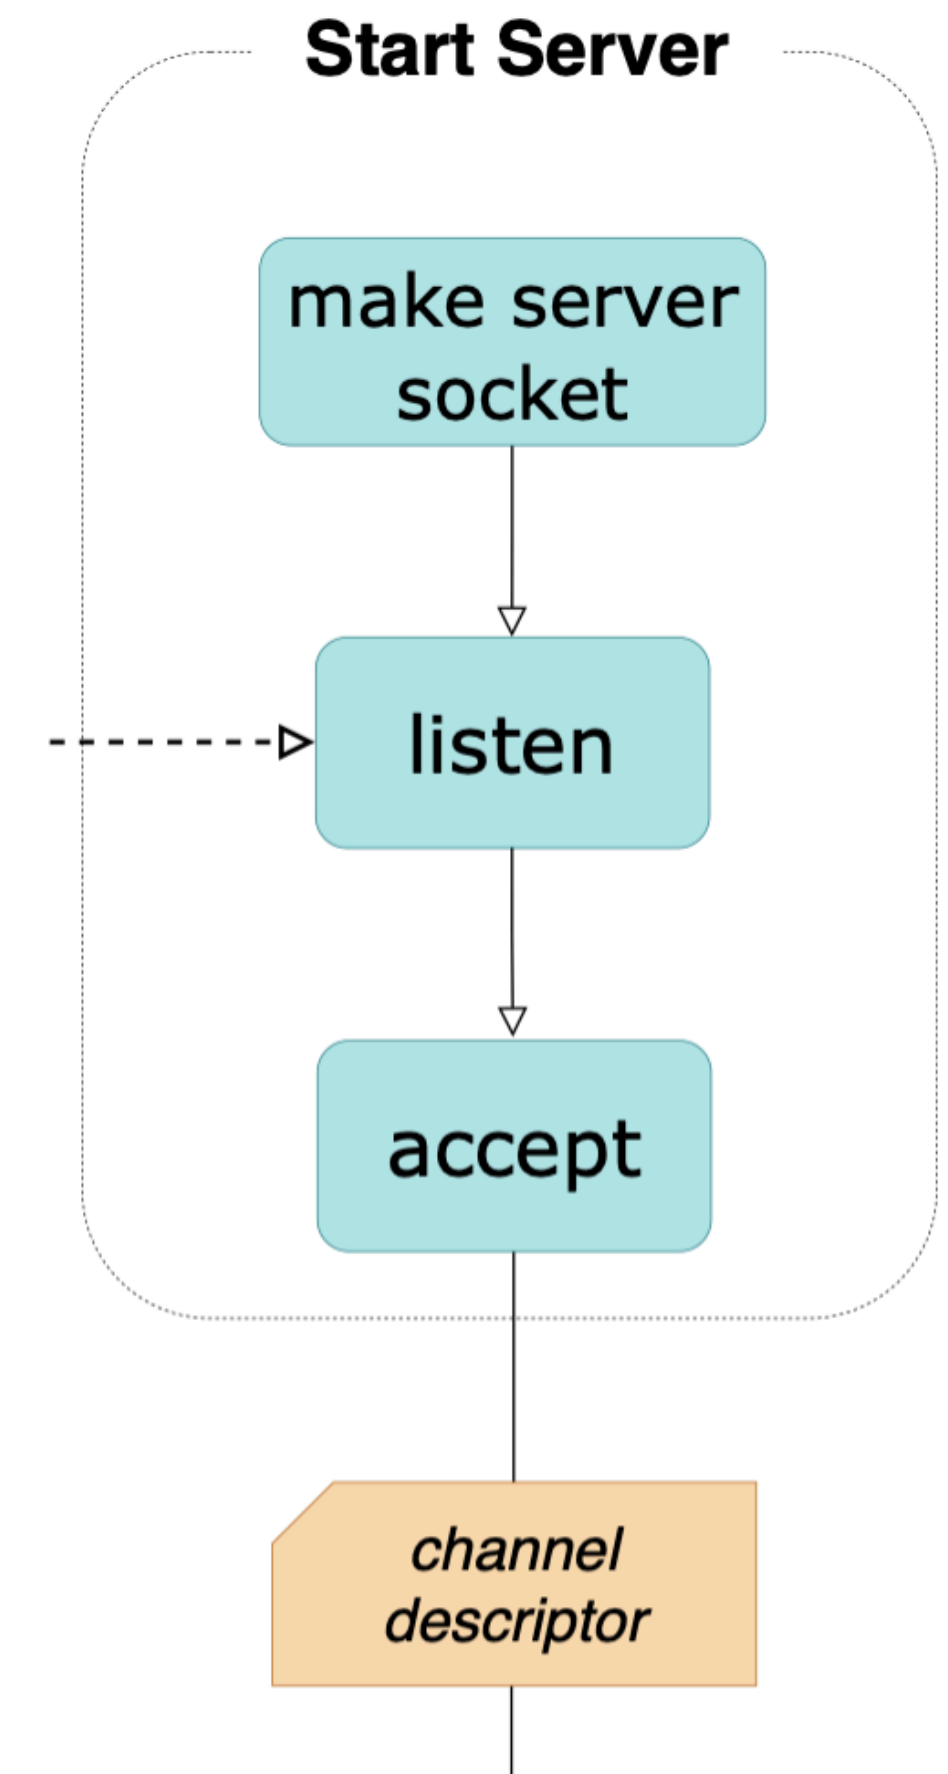 Start Server
make server
socket
listen
accept
channel
descriptor